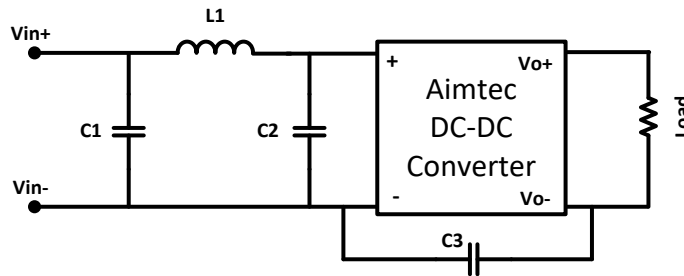 L1
Vin+
+
Vo+
Aimtec
DC-DC
Converter
C1
C2
Load
Vin-
-
Vo-
C3